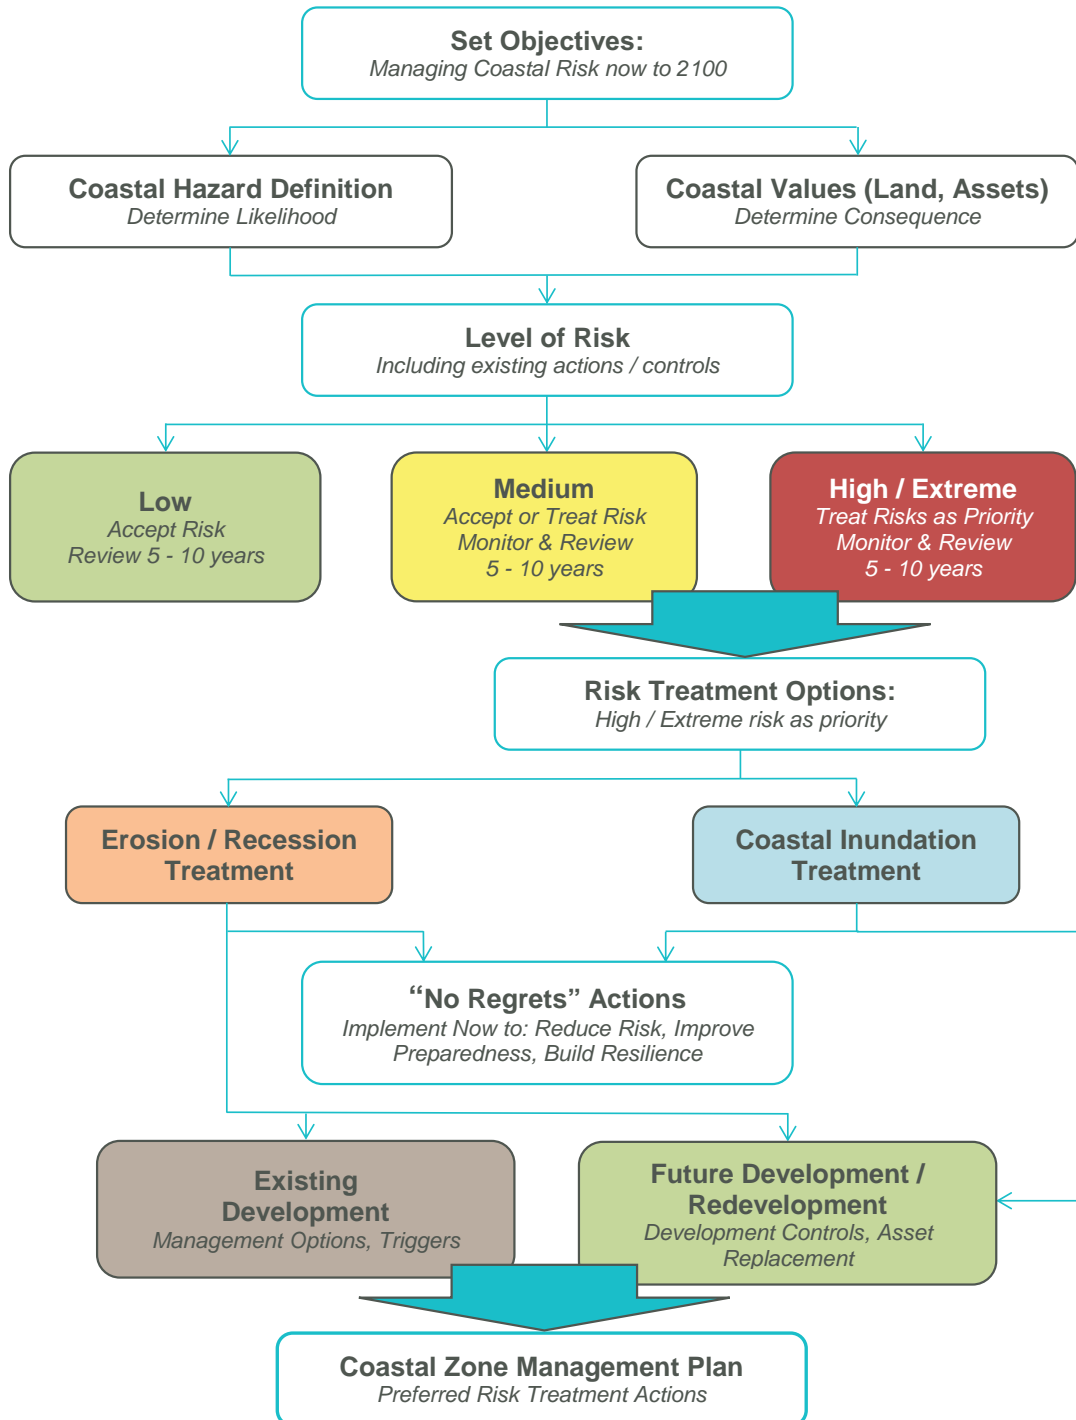 Set Objectives:
Managing Coastal Risk now to 2100
Coastal Hazard Definition
Determine Likelihood
Coastal Values (Land, Assets)
Determine Consequence
Level of Risk
Including existing actions / controls
Low
Accept Risk
Review 5 - 10 years
Medium
Accept or Treat Risk
Monitor & Review
5 - 10 years
High / Extreme
Treat Risks as Priority
Monitor & Review
5 - 10 years
Risk Treatment Options:
High / Extreme risk as priority
Erosion / Recession
Treatment
Coastal Inundation
Treatment
“No Regrets” Actions
Implement Now to: Reduce Risk, Improve
Preparedness, Build Resilience
Existing
Development
Management Options, Triggers
Future Development /
Redevelopment
Development Controls, Asset
Replacement
Coastal Zone Management Plan
Preferred Risk Treatment Actions